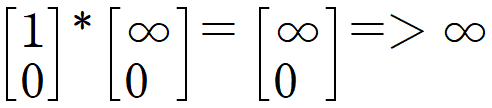 [1 0] * [∞ 0] = [∞ 0] => ∞